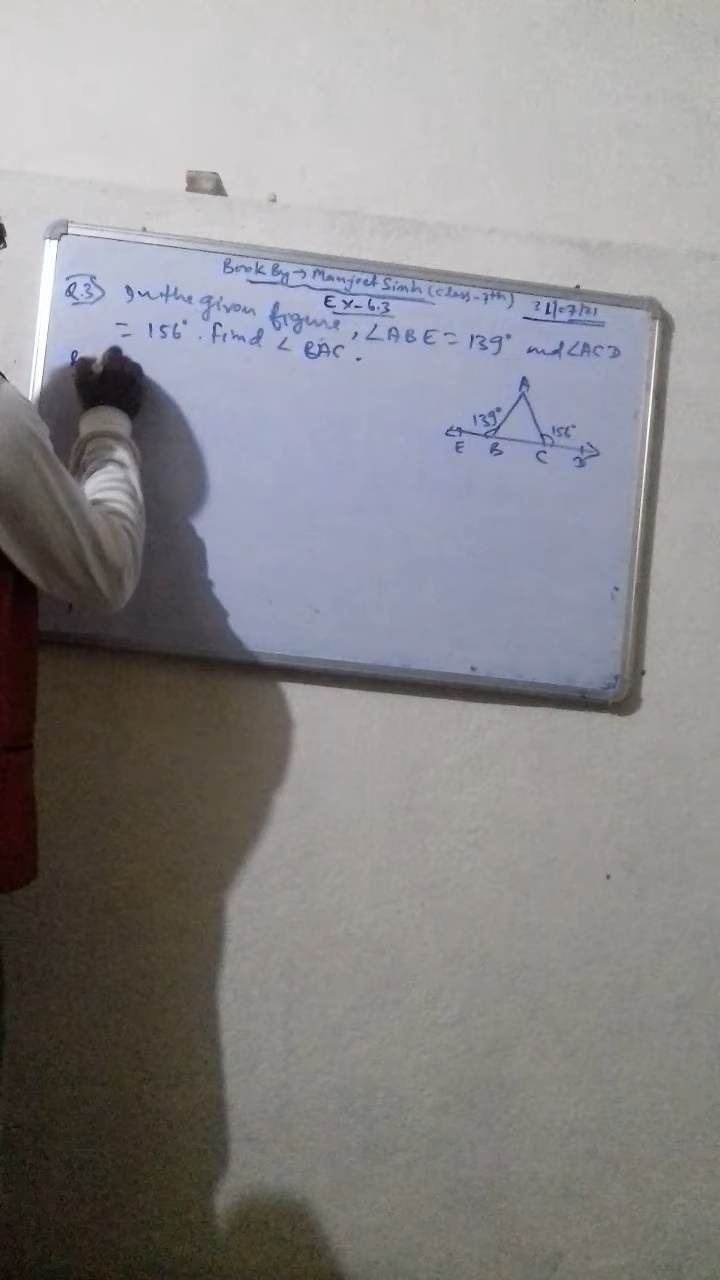 Book By → Manjeet Sinh (class-7th)
Ex-6.3
31/07/21
Q.3> In the given figure, ∠ABE = 139° and ∠ACD
= 156°. find ∠BAC.
A
139° 156°
E B C D